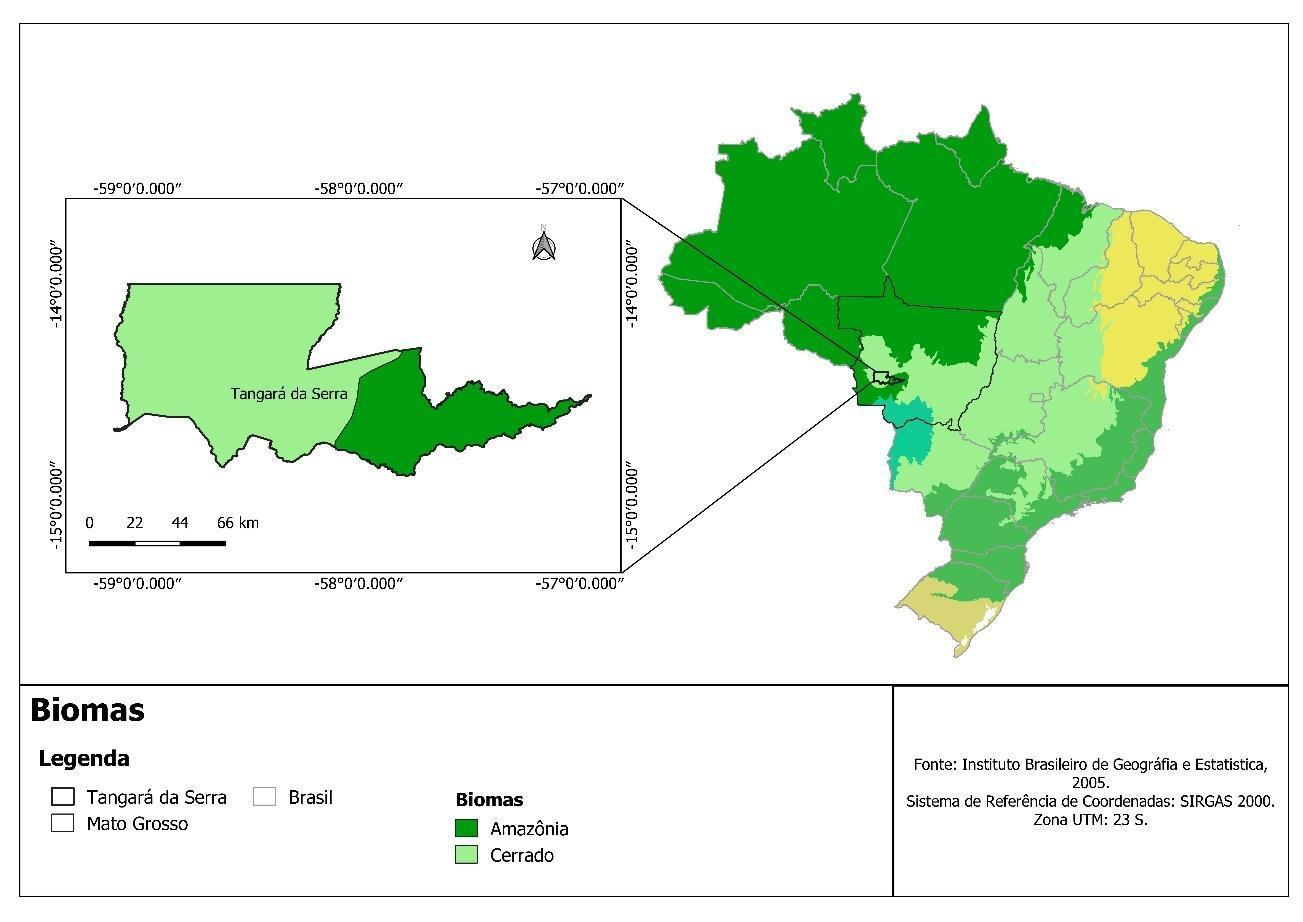 -59°0'0.000" -58°0'0.000" -57°0'0.000"
N
-14°0'0.000" -14°0'0.000"
Tangará da Serra
-15°0'0.000" -15°0'0.000"
0 22 44 66 km
-59°0'0.000" -58°0'0.000" -57°0'0.000"
Biomas
Legenda
Tangará da Serra Brasil
Mato Grosso
Biomas
Amazônia
Cerrado
Fonte: Instituto Brasileiro de Geográfia e Estatistica,
2005.
Sistema de Referência de Coordenadas: SIRGAS 2000.
Zona UTM: 23 S.